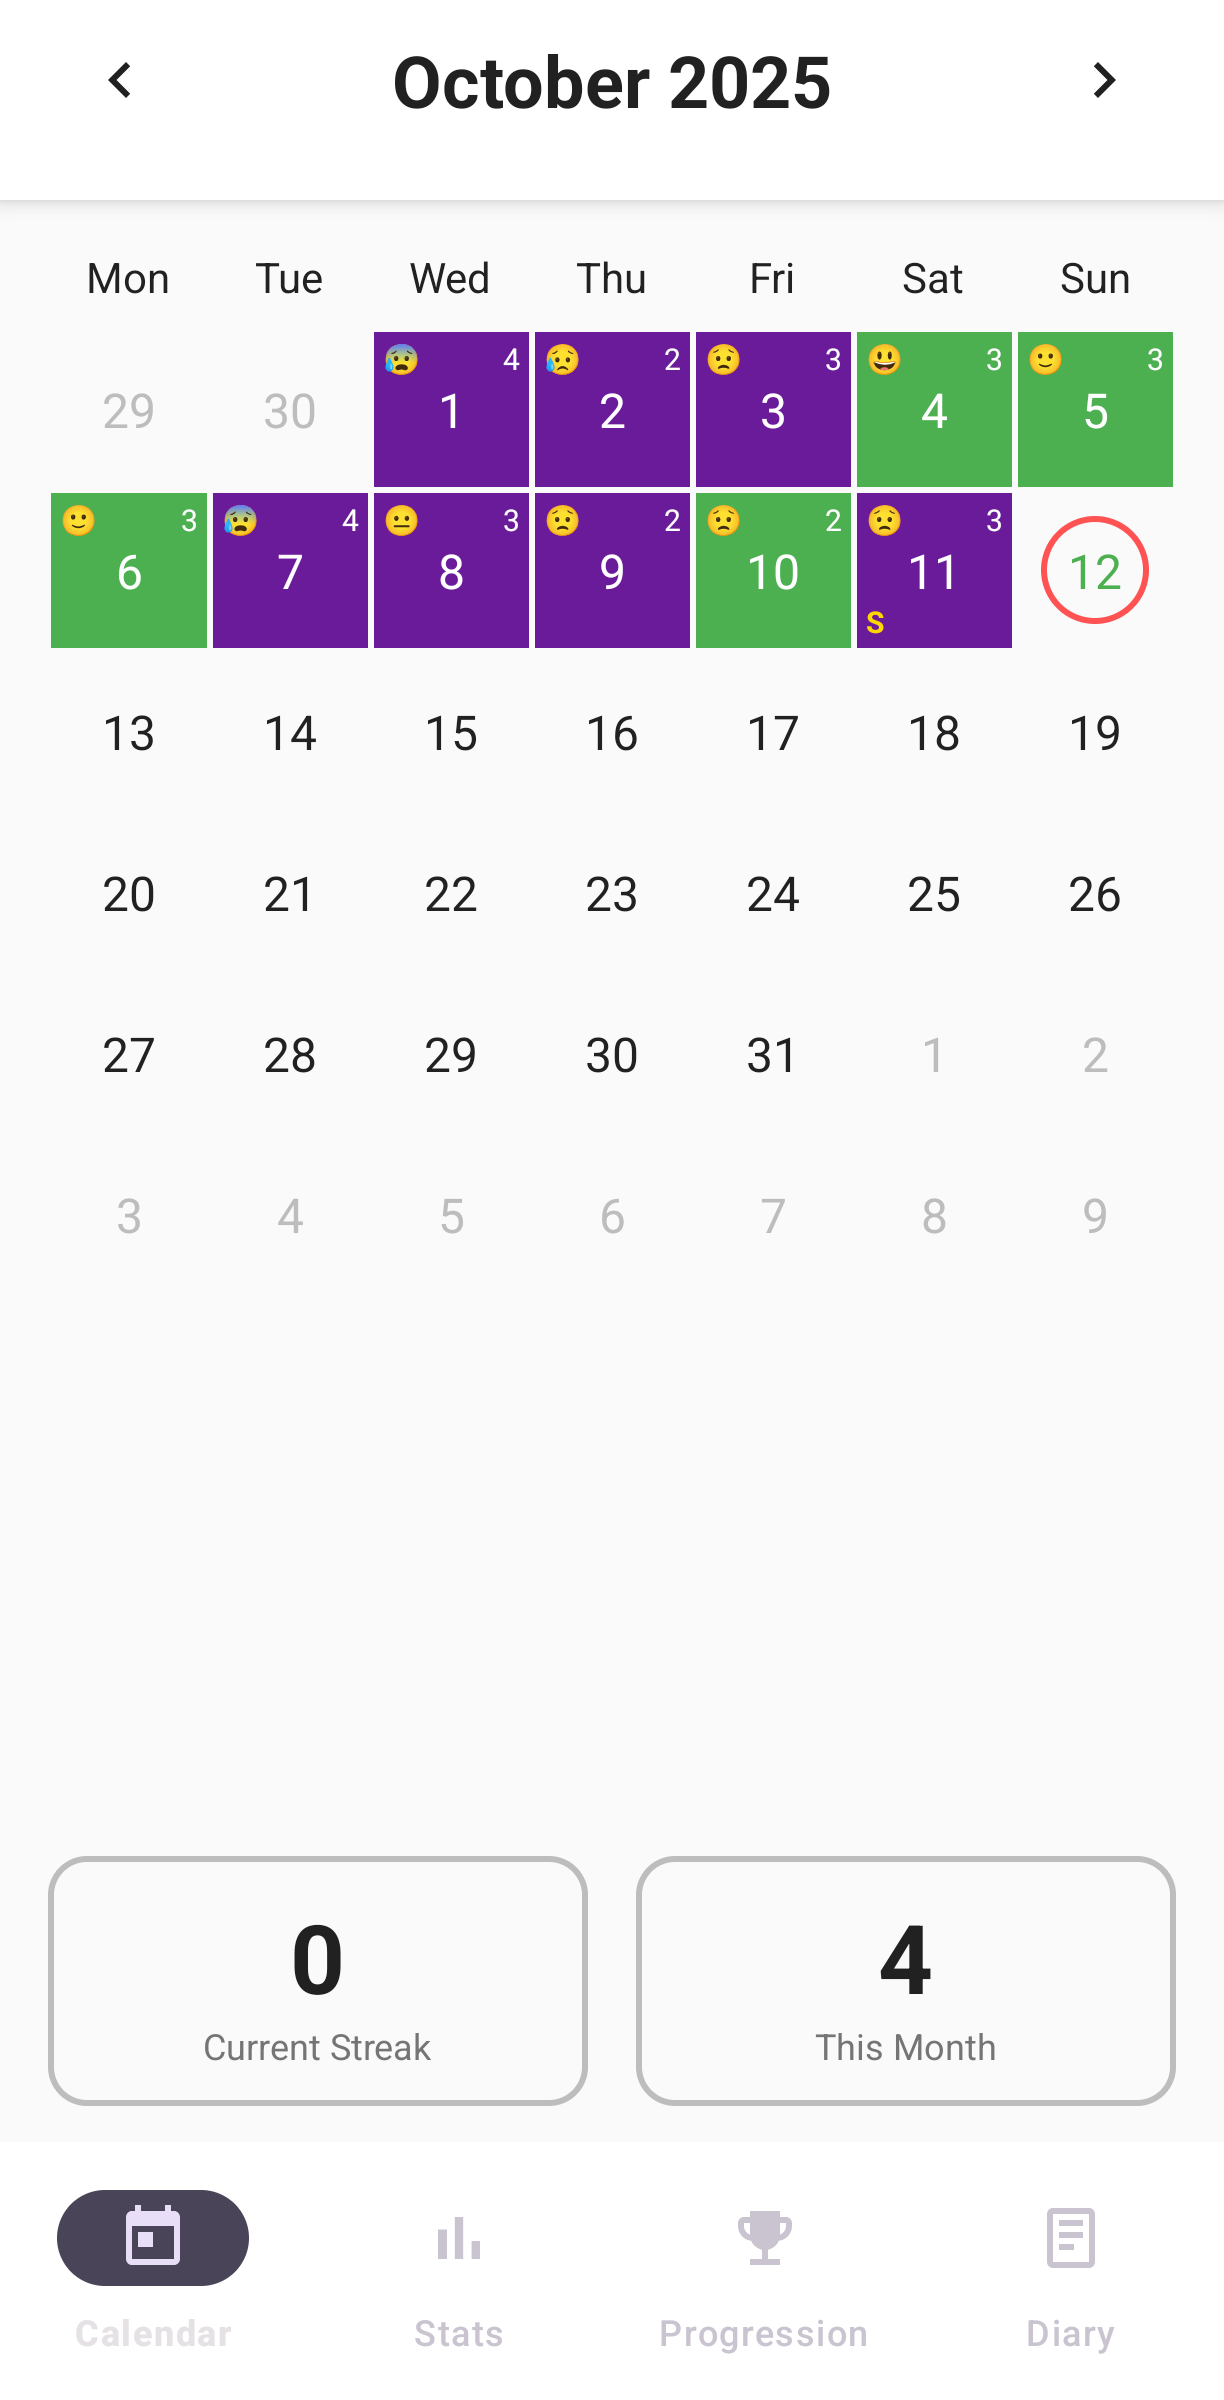 October 2025
Mon Tue Wed Thu Fri Sat Sun
29 30 4 1 2 2 3 3 3 4 3 5
3 6 4 7 3 8 2 9 2 10 3 11 S 12
13 14 15 16 17 18 19
20 21 22 23 24 25 26
27 28 29 30 31 1 2
3 4 5 6 7 8 9
0 4
Current Streak This Month
Calendar Stats Progression Diary